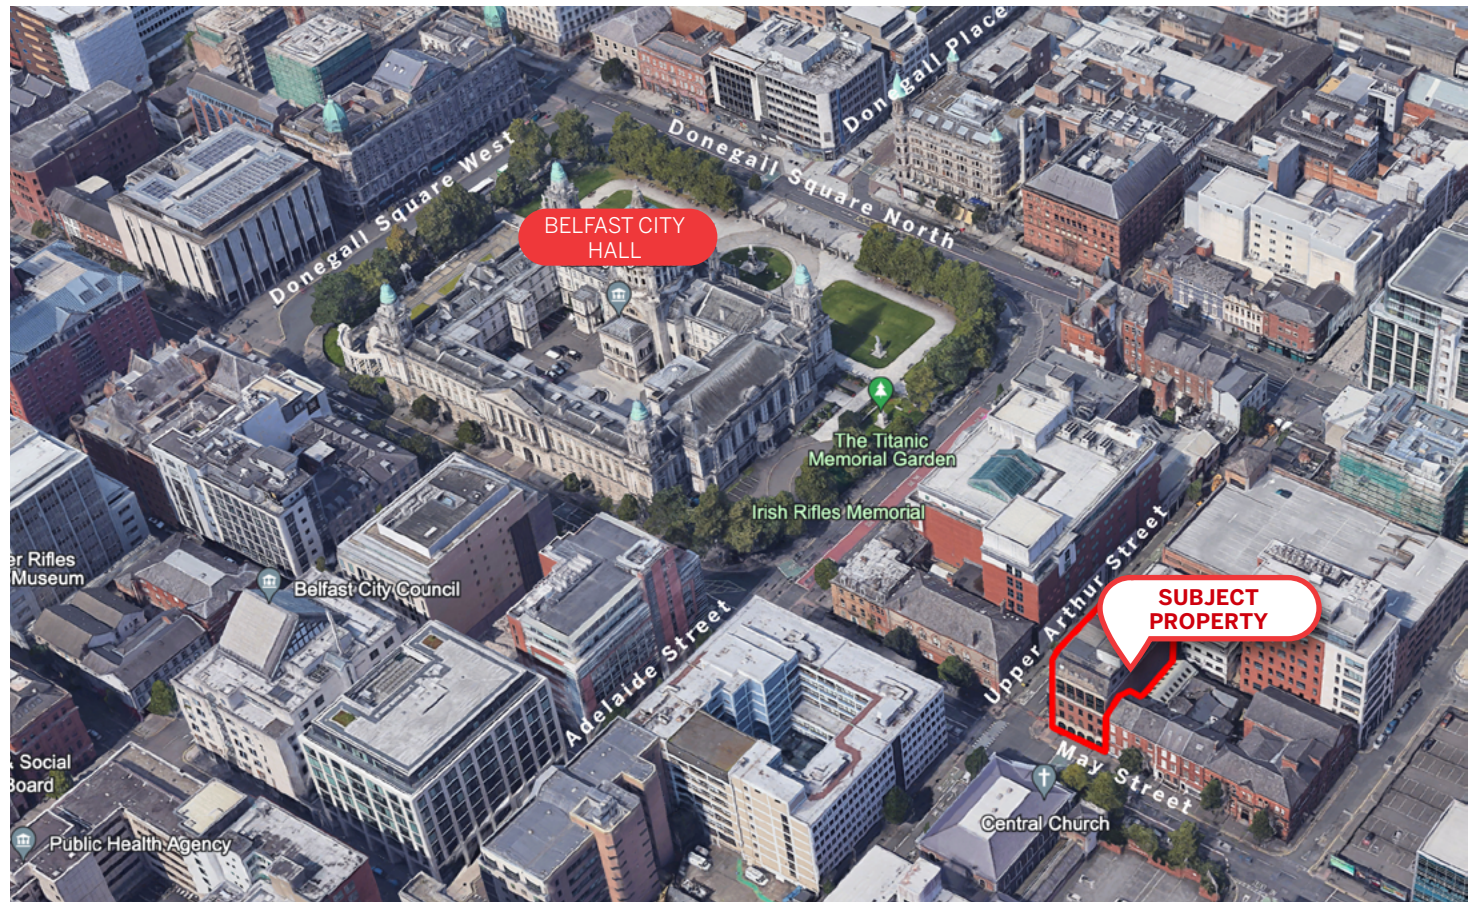 Donegall Place
Donegall Square West
Donegall Square North
BELFAST CITY
HALL
The Titanic
Memorial Garden
Irish Rifles Memorial
Upper Arthur Street
er Rifles
Museum
Belfast City Council
SUBJECT
PROPERTY
Adelaide Street
May Street
& Social
Board
Central Church
Public Health Agency